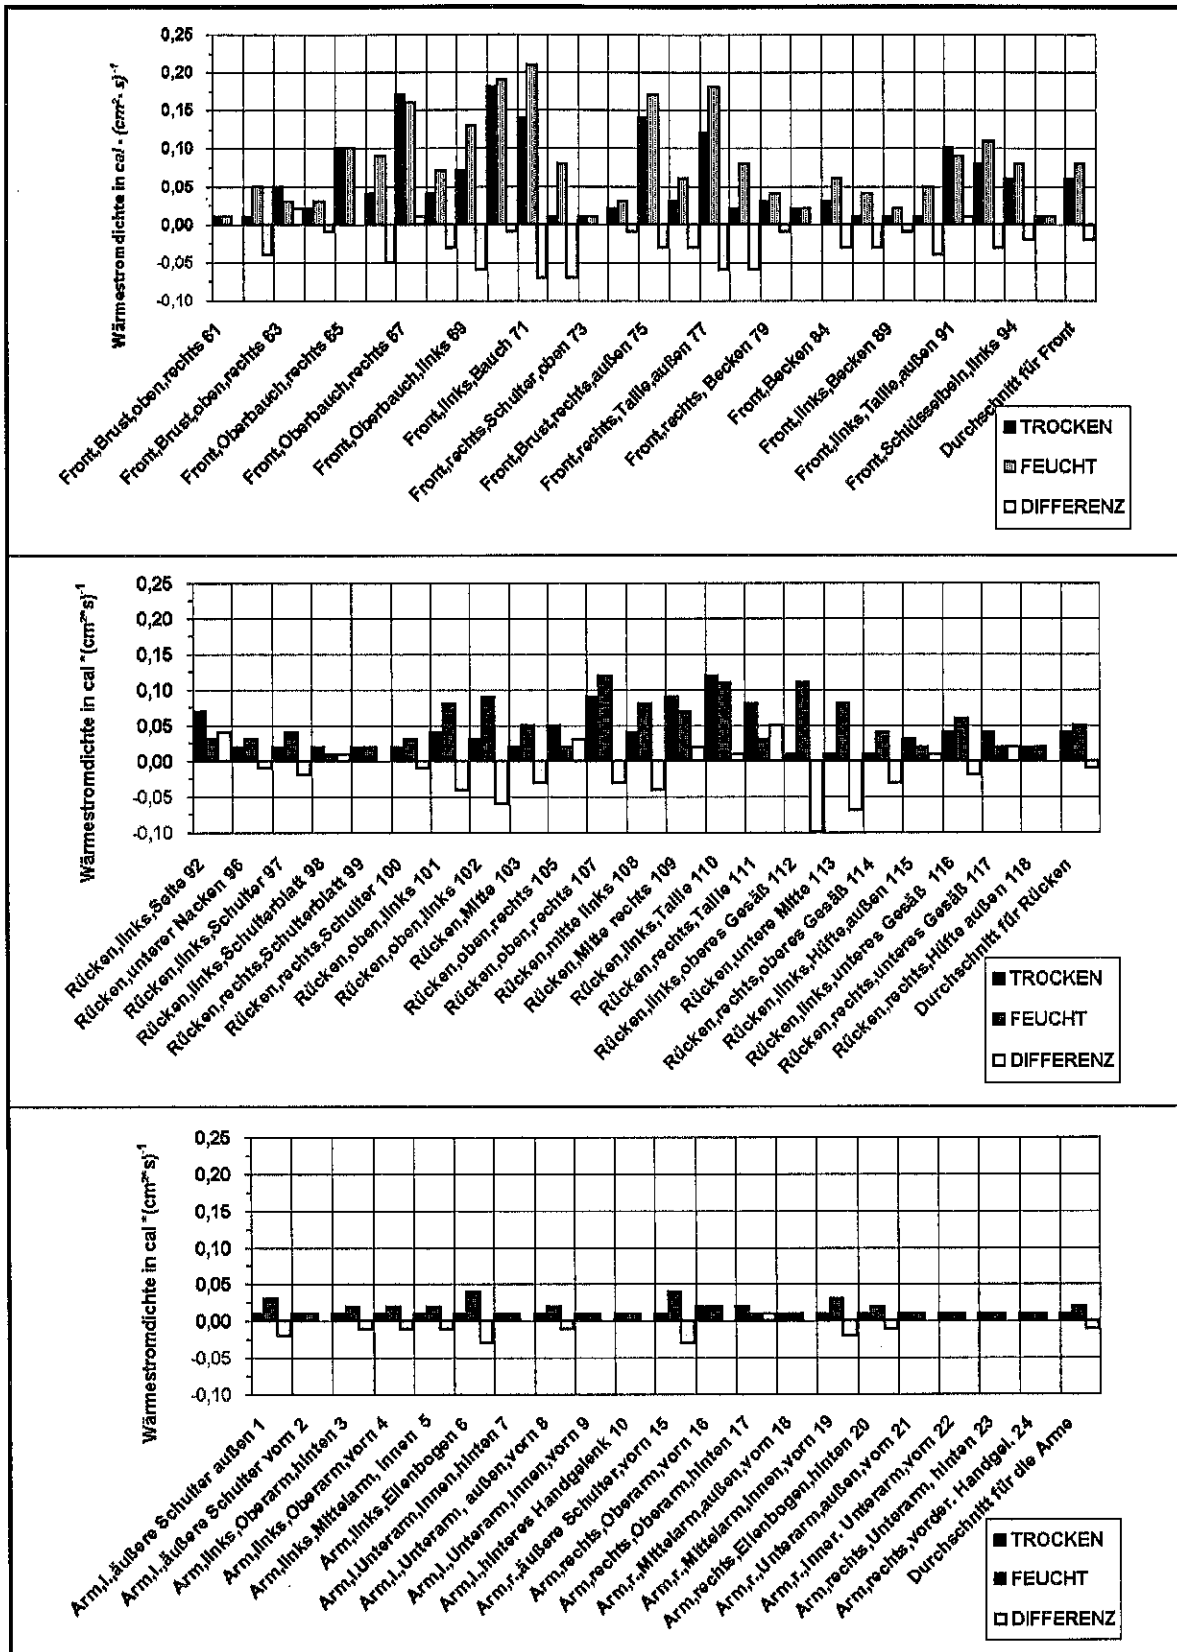 Wärmestromdichte in cal · (cm² · s)⁻¹
0,25
0,20
0,15
0,10
0,05
0,00
-0,05
-0,10
Front,Brust,oben,rechts 61
Front,Brust,oben,rechts 63
Front,Oberbauch,rechts 65
Front,Oberbauch,rechts 67
Front,Oberbauch,links 69
Front,links,Bauch 71
Front,rechts,Schulter,oben 73
Front,Brust,rechts,außen 75
Front,rechts,Taille,außen 77
Front,rechts, Becken 79
Front,Becken 84
Front,links,Becken 89
Front,links,Taille,außen 91
Front,Schlüsselbein,links 94
Durchschnitt für Front
TROCKEN
FEUCHT
DIFFERENZ
Wärmestromdichte in cal *(cm²*s)⁻¹
0,25
0,20
0,15
0,10
0,05
0,00
-0,05
-0,10
Rücken,links,Seite 92
Rücken,unterer Nacken 96
Rücken,links,Schulter 97
Rücken,links,Schulterblatt 98
Rücken,rechts,Schulterblatt 99
Rücken,rechts,Schulter 100
Rücken,oben,links 101
Rücken,oben,links 102
Rücken,Mitte 103
Rücken,oben,rechts 105
Rücken,oben,rechts 107
Rücken,mitte links 108
Rücken,Mitte rechts 109
Rücken,links,Taille 110
Rücken,rechts,Taille 111
Rücken,links,oberes Gesäß 112
Rücken,untere Mitte 113
Rücken,rechts,oberes Gesäß 114
Rücken,links,Hüfte,außen 115
Rücken,links,unteres Gesäß 116
Rücken,rechts,unteres Gesäß 117
Rücken,rechts,Hüfte außen 118
Durchschnitt für Rücken
TROCKEN
FEUCHT
DIFFERENZ
Wärmestromdichte in cal *(cm²*s)⁻¹
0,25
0,20
0,15
0,10
0,05
0,00
-0,05
-0,10
Arm,l.,äußere Schulter außen 1
Arm,l.,äußere Schulter vorn 2
Arm,links,Oberarm,hinten 3
Arm,links,Oberarm,vorn 4
Arm,links,Mittelarm, Innen 5
Arm,links,Ellenbogen 6
Arm,l.Unterarm,Innen,hinten 7
Arm,l.,Unterarm, außen,vorn 8
Arm,l.,Unterarm,Innen,vorn 9
Arm,l.,hinteres Handgelenk 10
Arm,r.,äußere Schulter,vorn 15
Arm,rechts,Oberarm,vorn 16
Arm,rechts,Oberarm,hinten 17
Arm,r.,Mittelarm,außen,vorn 18
Arm,r.,Mittelarm,Innen,vorn 19
Arm,rechts,Ellenbogen,hinten 20
Arm,r.,Unterarm,außen,vorn 21
Arm,r.,inner. Unterarm,vorn 22
Arm,rechts,Unterarm, hinten 23
Arm,rechts,vorder. Handgel. 24
Durchschnitt für die Arme
TROCKEN
FEUCHT
DIFFERENZ